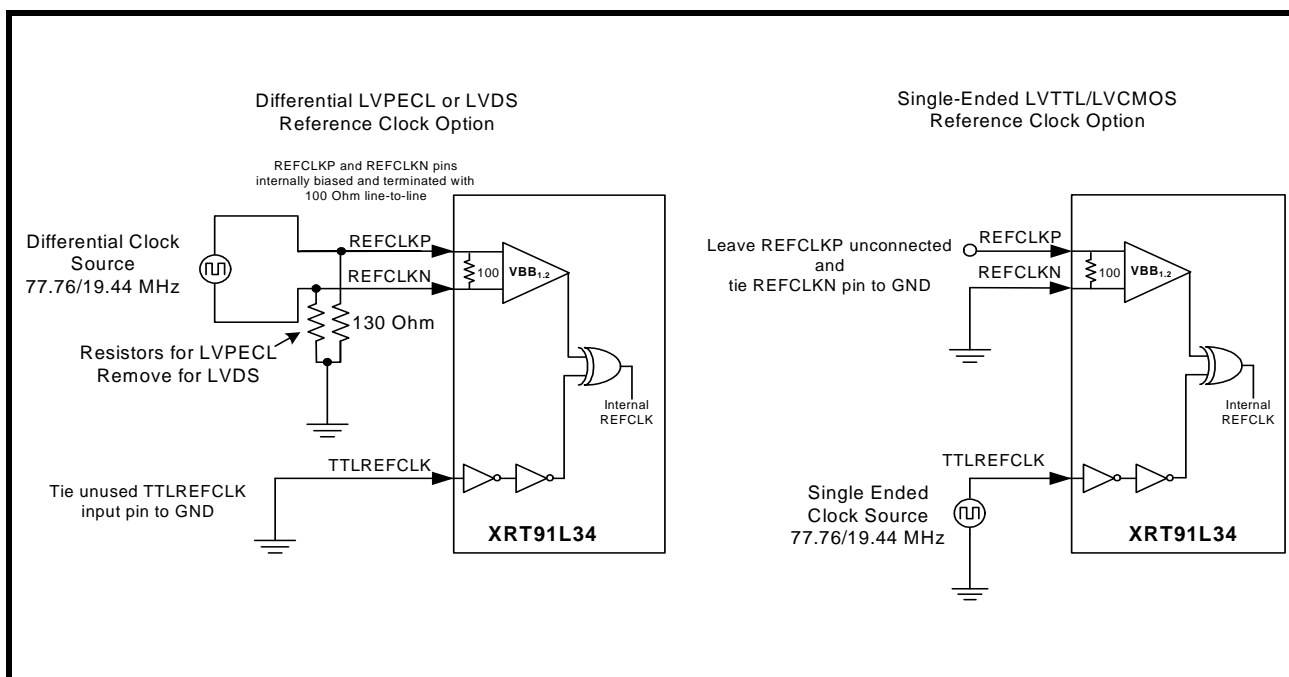 Differential LVPECL or LVDS
Reference Clock Option
REFCLKP and REFCLKN pins
internally biased and terminated with
100 Ohm line-to-line
Differential Clock
Source
77.76/19.44 MHz
REFCLKP
REFCLKN
100
VBB1.2
130 Ohm
Resistors for LVPECL
Remove for LVDS
Internal
REFCLK
TTLREFCLK
Tie unused TTLREFCLK
input pin to GND
XRT91L34
Single-Ended LVTTL/LVCMOS
Reference Clock Option
Leave REFCLKP unconnected
and
tie REFCLKN pin to GND
REFCLKP
REFCLKN
100
VBB1.2
Internal
REFCLK
TTLREFCLK
Single Ended
Clock Source
77.76/19.44 MHz
XRT91L34